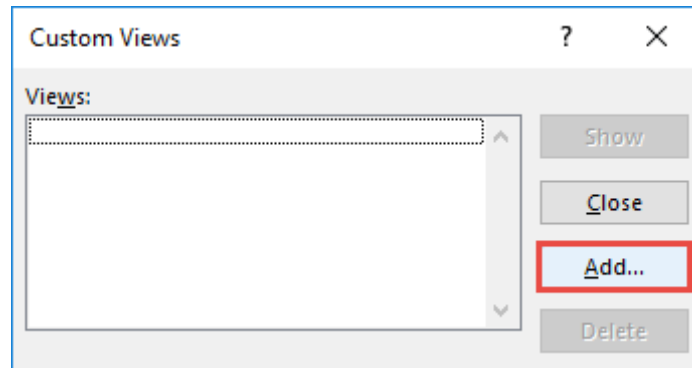 Custom Views ?
Views:
Show
Close
Add...
Delete